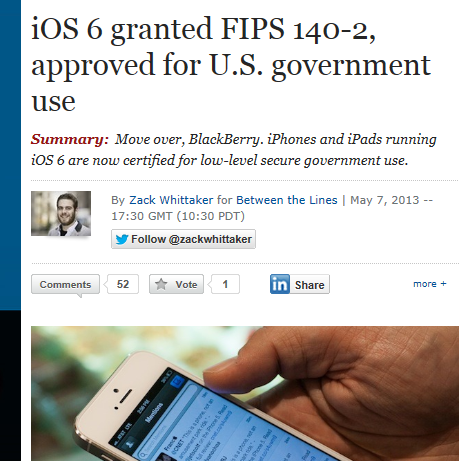 iOS 6 granted FIPS 140-2,
approved for U.S. government
use
Summary: Move over, BlackBerry. iPhones and iPads running
iOS 6 are now certified for low-level secure government use.
By Zack Whittaker for Between the Lines | May 7, 2013 --
17:30 GMT (10:30 PDT)
Follow @zackwhittaker
Comments 52 Vote 1 in Share more +
Mentions